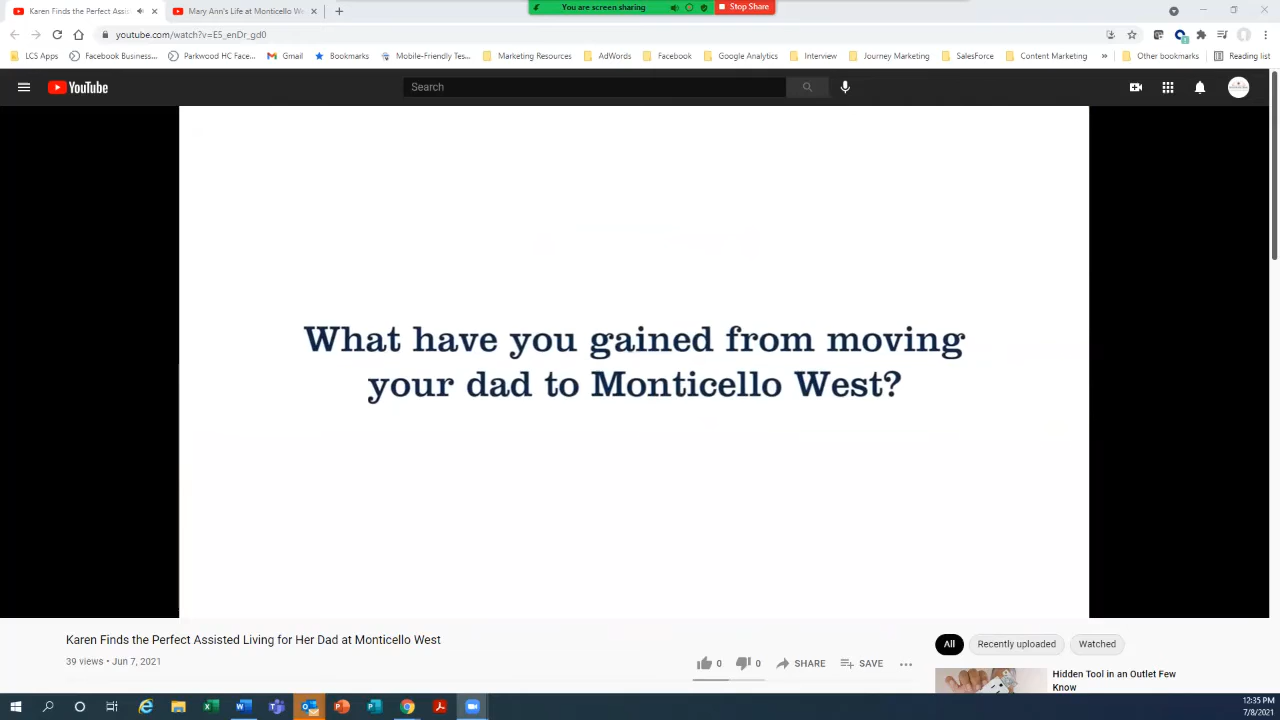 Karen Finds the Perfect Assis
Mary Ann's Life at Monticello We
You are screen sharing
Stop Share
youtube.com/watch?v=E5_enDr_gd0
LCS Apps
Facebook Business...
Parkwood HC Face...
Gmail
Bookmarks
Mobile-Friendly Tes...
Marketing Resources
AdWords
Facebook
Google Analytics
Interview
Journey Marketing
SalesForce
Content Marketing
»
Other bookmarks
Reading list
YouTube
Search
What have you gained from moving
your dad to Monticello West?
Karen Finds the Perfect Assisted Living for Her Dad at Monticello West
39 views • Jun 7, 2021
0
0
SHARE
SAVE
All
Recently uploaded
Watched
Hidden Tool in an Outlet Few
Know
12:35 PM
7/8/2021